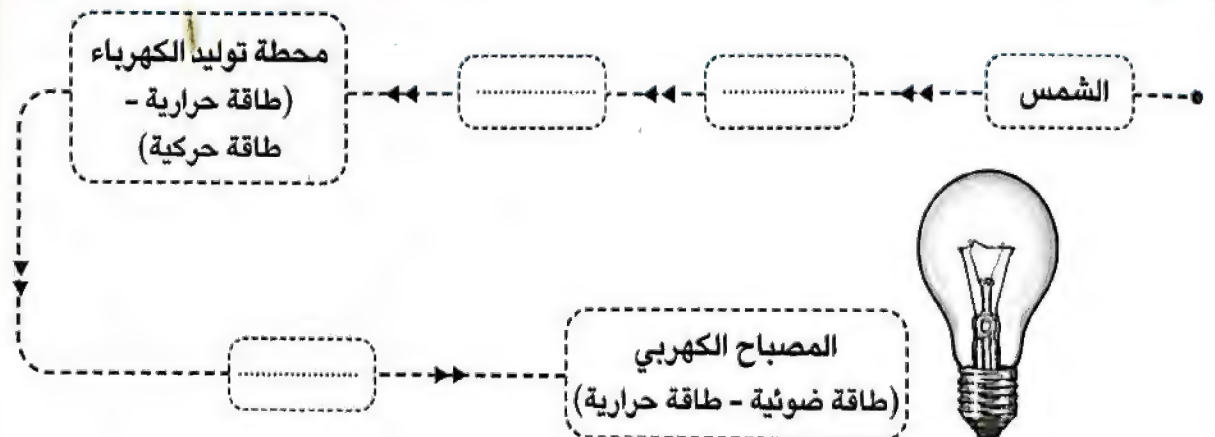 الشمس
........................
........................
محطة توليد الكهرباء
(طاقة حرارية -
طاقة حركية)
........................
المصباح الكهربي
(طاقة ضوئية - طاقة حرارية)